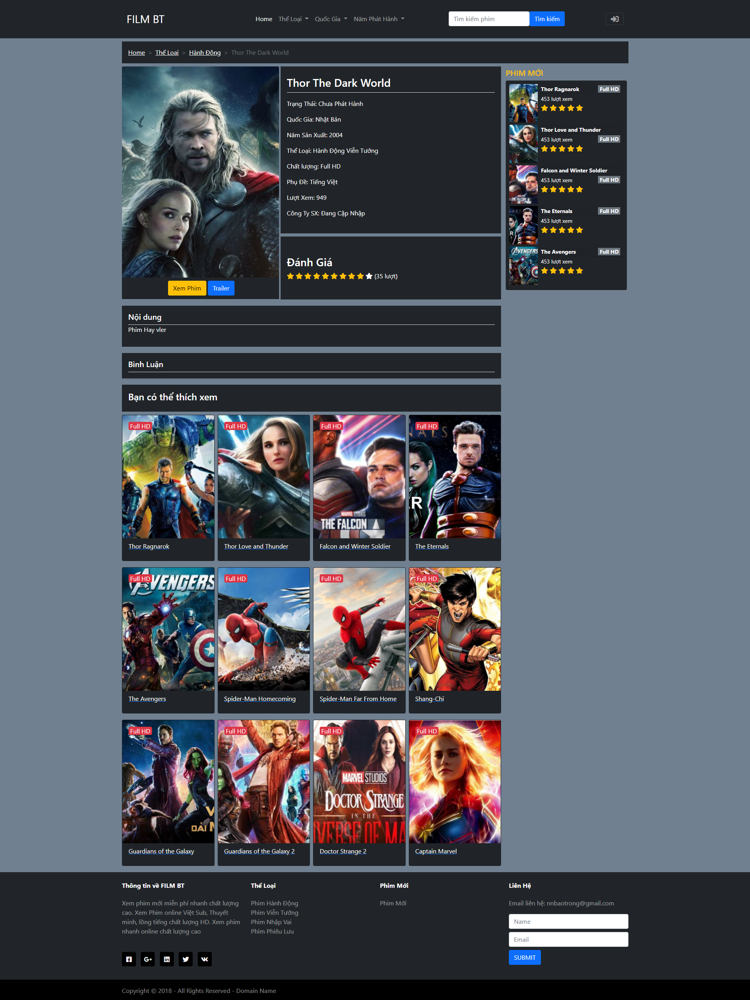 FILM BT
Home
Thể Loại
Quốc Gia
Năm Phát Hành
Tìm kiếm phim
Tìm kiếm
Home > Thể Loại > Hành Động > Thor The Dark World
Xem Phim
Trailer
Thor The Dark World
Trạng Thái: Chưa Phát Hành
Quốc Gia: Nhật Bản
Năm Sản Xuất: 2004
Thể Loại: Hành Động Viễn Tưởng
Chất lượng: Full HD
Phụ Đề: Tiếng Việt
Lượt Xem: 949
Công Ty SX: Đang Cập Nhập
Đánh Giá
(35 lượt)
PHIM MỚI
Thor Ragnarok
Full HD
453 lượt xem
Thor Love and Thunder
453 lượt xem
Full HD
THE FALCON
Falcon and Winter Soldier
453 lượt xem
Full HD
NALS
R
The Eternals
Full HD
453 lượt xem
AVENGERS
The Avengers
Full HD
453 lượt xem
Nội dung
Phim Hay vler
Bình Luận
Bạn có thể thích xem
Full HD
Thor Ragnarok
Full HD
Thor Love and Thunder
Full HD
MARVEL STUDIOS
THE FALCON
Falcon and Winter Soldier
Full HD
NALS
ER
The Eternals
Full HD
THE AVENGERS
The Avengers
Full HD
Spider-Man Homecoming
Full HD
Spider-Man Far From Home
Full HD
Shang-Chi
Full HD
V
DẢI N
Guardians of the Galaxy
Full HD
Guardians of the Galaxy 2
Full HD
MARVEL STUDIOS
DOCTOR STRANGE
IN THE
VERSE OF MA
Doctor Strange 2
Full HD
Captain Marvel
Thông tin về FILM BT
Xem phim mới miễn phí nhanh chất lượng
cao. Xem Phim online Việt Sub, Thuyết
minh, lồng tiếng chất lượng HD. Xem phim
nhanh online chất lượng cao
Thể Loại
Phim Hành Động
Phim Viễn Tưởng
Phim Nhập Vai
Phim Phiêu Lưu
Phim Mới
Phim Mới
Liên Hệ
Email liên hệ: nnbaotrong@gmail.com
Name
Email
SUBMIT
Copyright © 2018 - All Rights Reserved - Domain Name